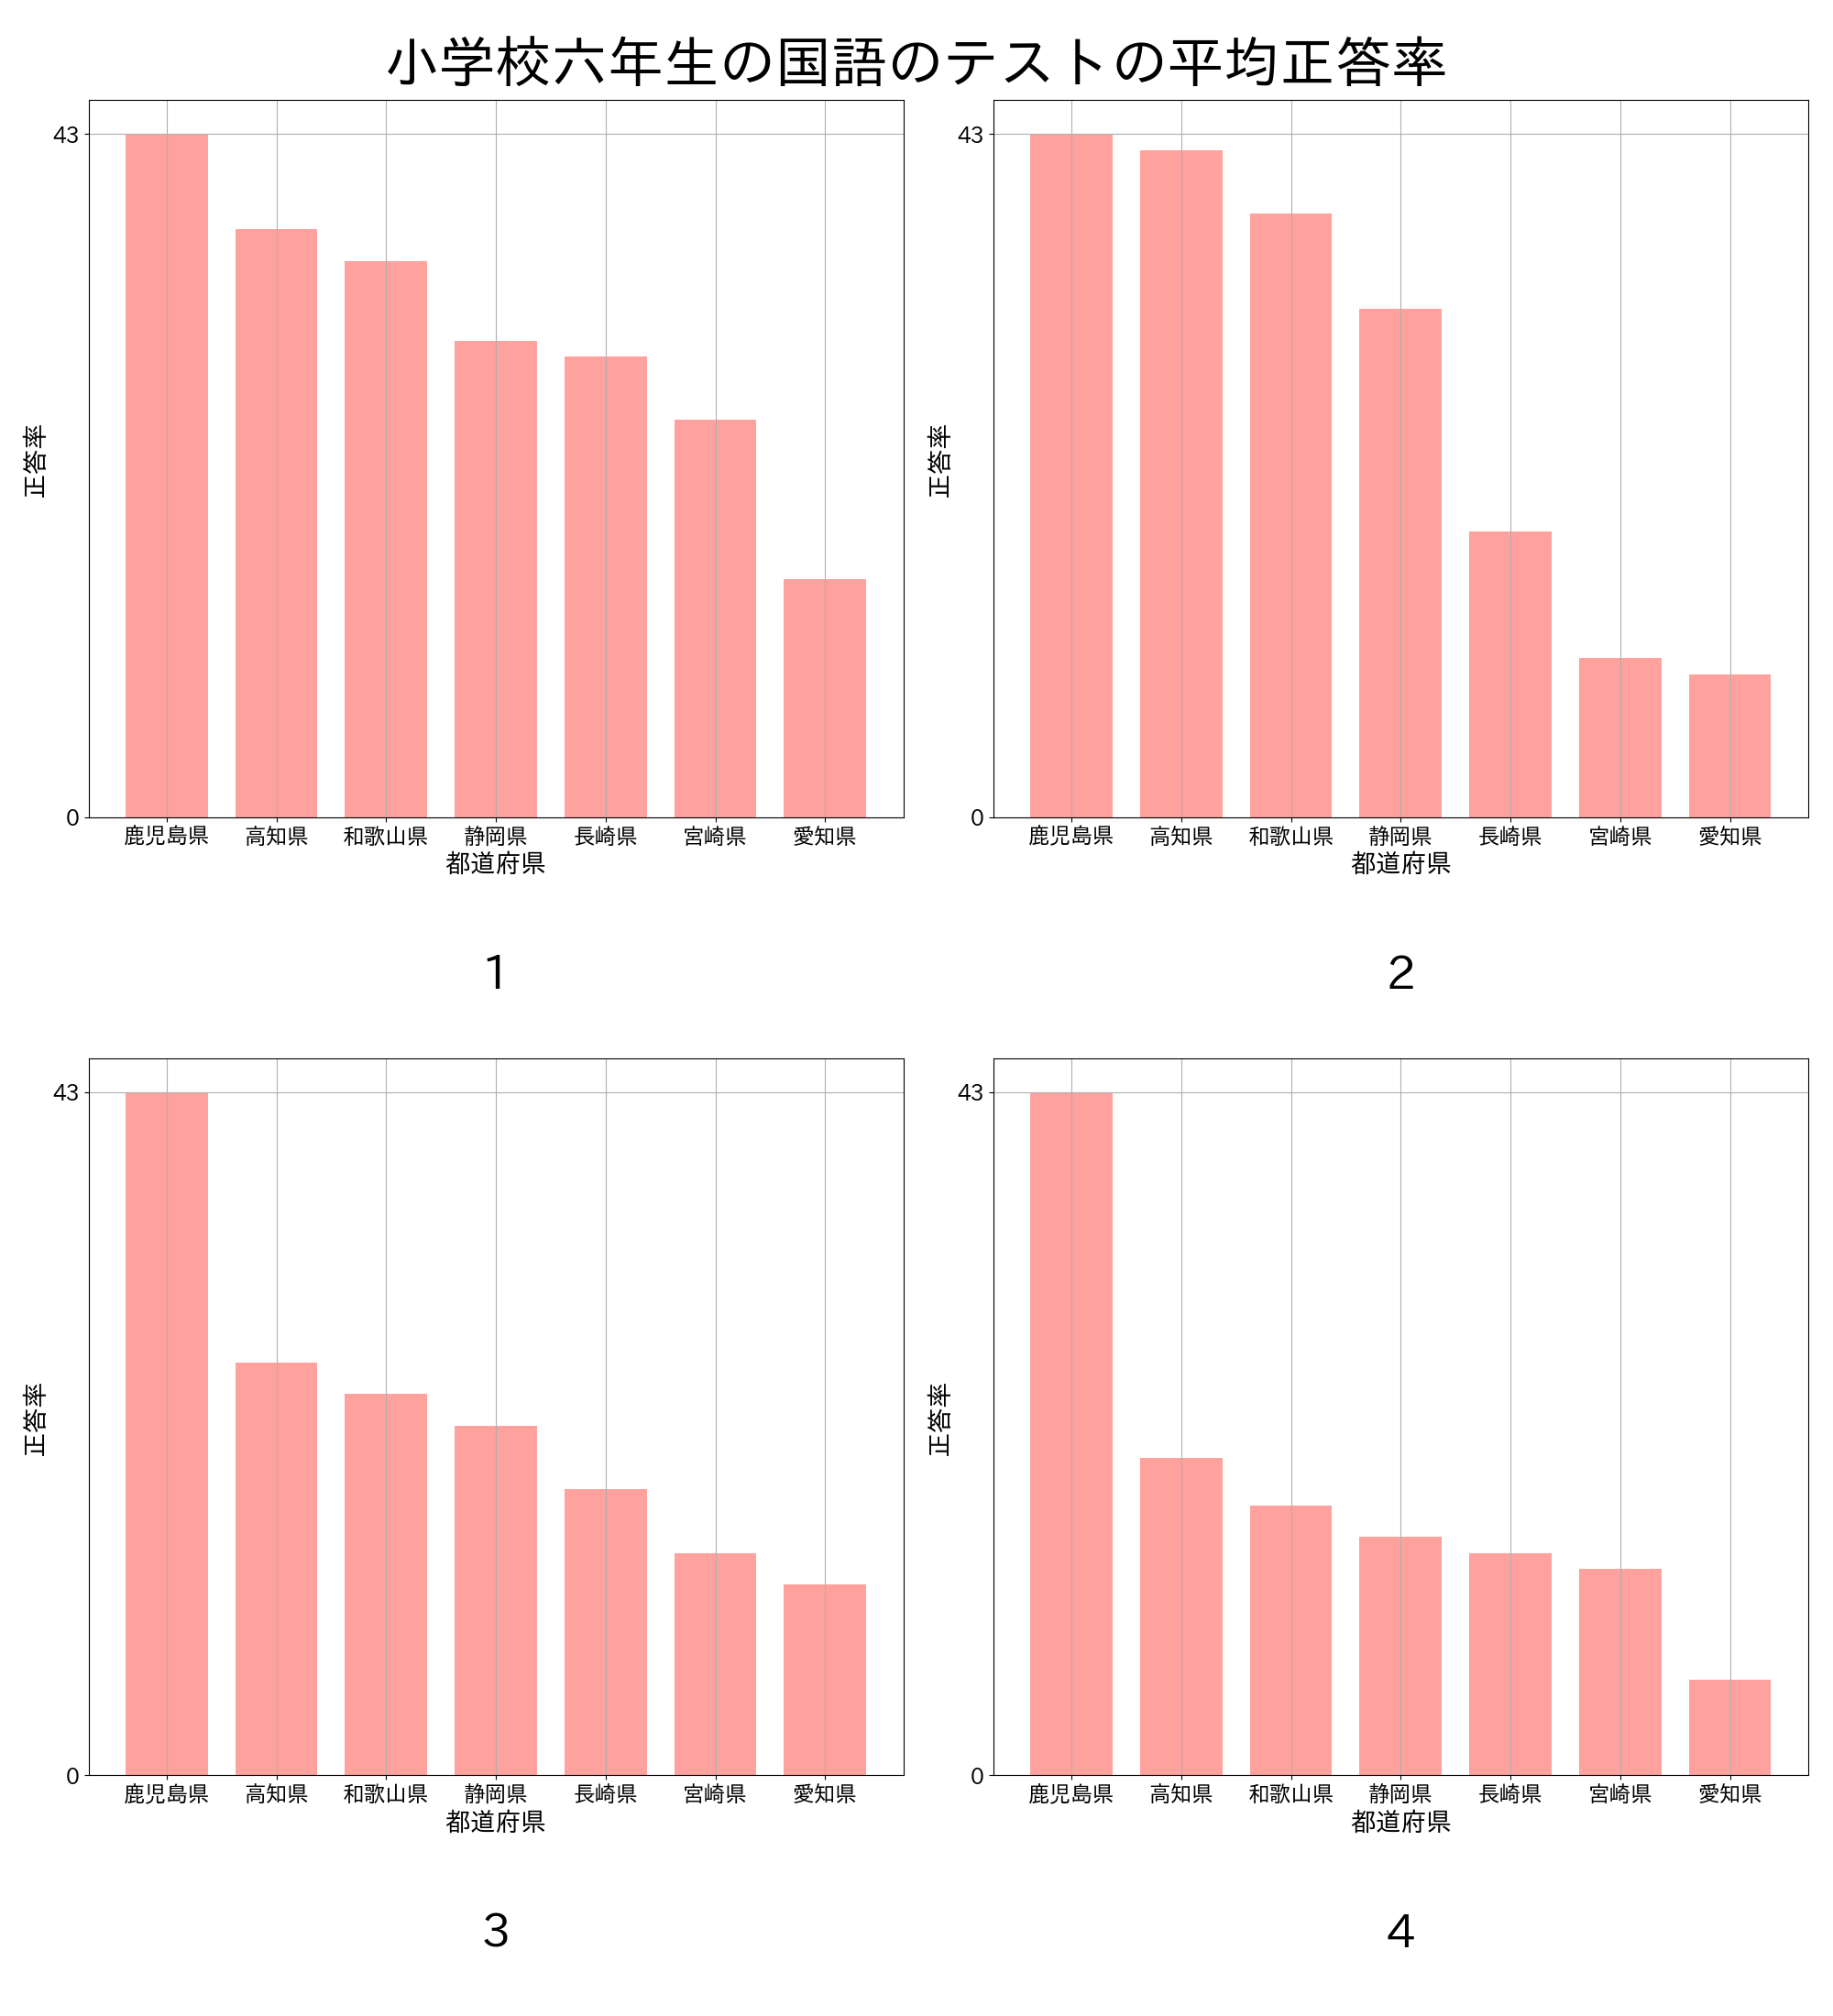 小学校六年生の国語のテストの平均正答率
43
0
正答率
鹿児島県 高知県 和歌山県 静岡県 長崎県 宮崎県 愛知県
都道府県
1
43
0
正答率
鹿児島県 高知県 和歌山県 静岡県 長崎県 宮崎県 愛知県
都道府県
2
43
0
正答率
鹿児島県 高知県 和歌山県 静岡県 長崎県 宮崎県 愛知県
都道府県
3
43
0
正答率
鹿児島県 高知県 和歌山県 静岡県 長崎県 宮崎県 愛知県
都道府県
4